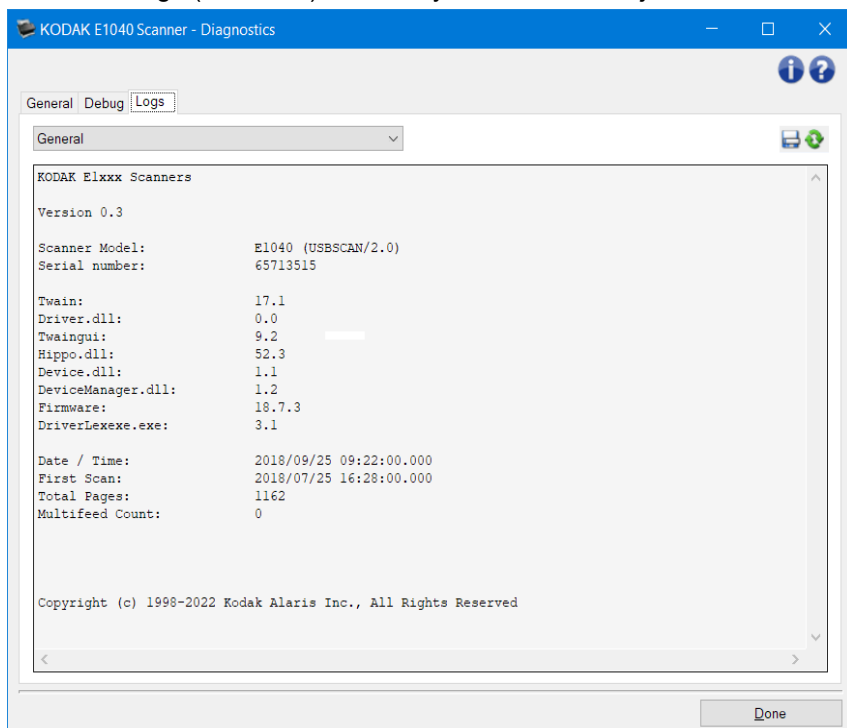 KODAK E1040 Scanner - Diagnostics
General Debug Logs
General
KODAK E1xxx Scanners
Version 0.3
Scanner Model: E1040 (USBSCAN/2.0)
Serial number: 65713515
Twain: 17.1
Driver.dll: 0.0
Twaingui: 9.2
Hippo.dll: 52.3
Device.dll: 1.1
DeviceManager.dll: 1.2
Firmware: 18.7.3
DriverLexexe.exe: 3.1
Date / Time: 2018/09/25 09:22:00.000
First Scan: 2018/07/25 16:28:00.000
Total Pages: 1162
Multifeed Count: 0
Copyright (c) 1998-2022 Kodak Alaris Inc., All Rights Reserved
Done